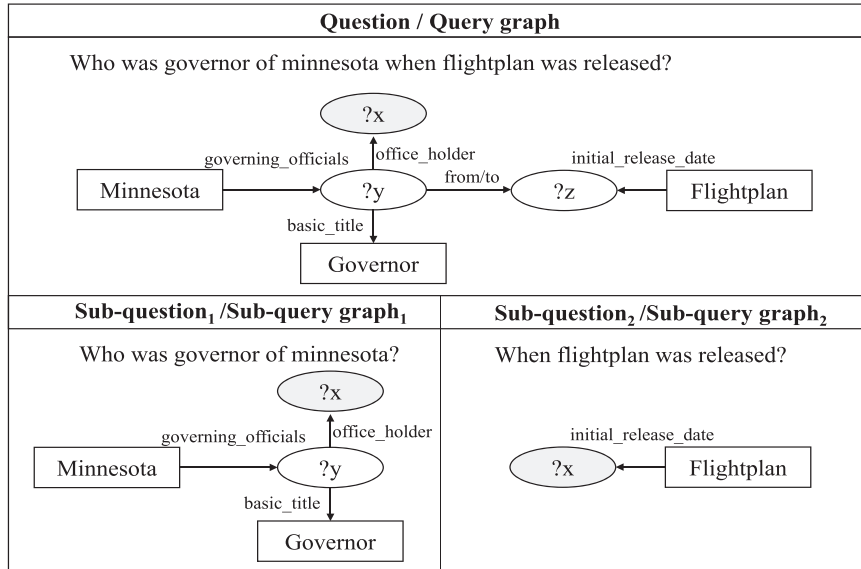 Question / Query graph
Who was governor of minnesota when flightplan was released?
?x
governing_officials
office_holder
initial_release_date
Minnesota
?y
from/to
?z
Flightplan
basic_title
Governor
Sub-question₁ /Sub-query graph₁
Who was governor of minnesota?
?x
governing_officials
office_holder
Minnesota
?y
basic_title
Governor
Sub-question₂ /Sub-query graph₂
When flightplan was released?
initial_release_date
?x
Flightplan